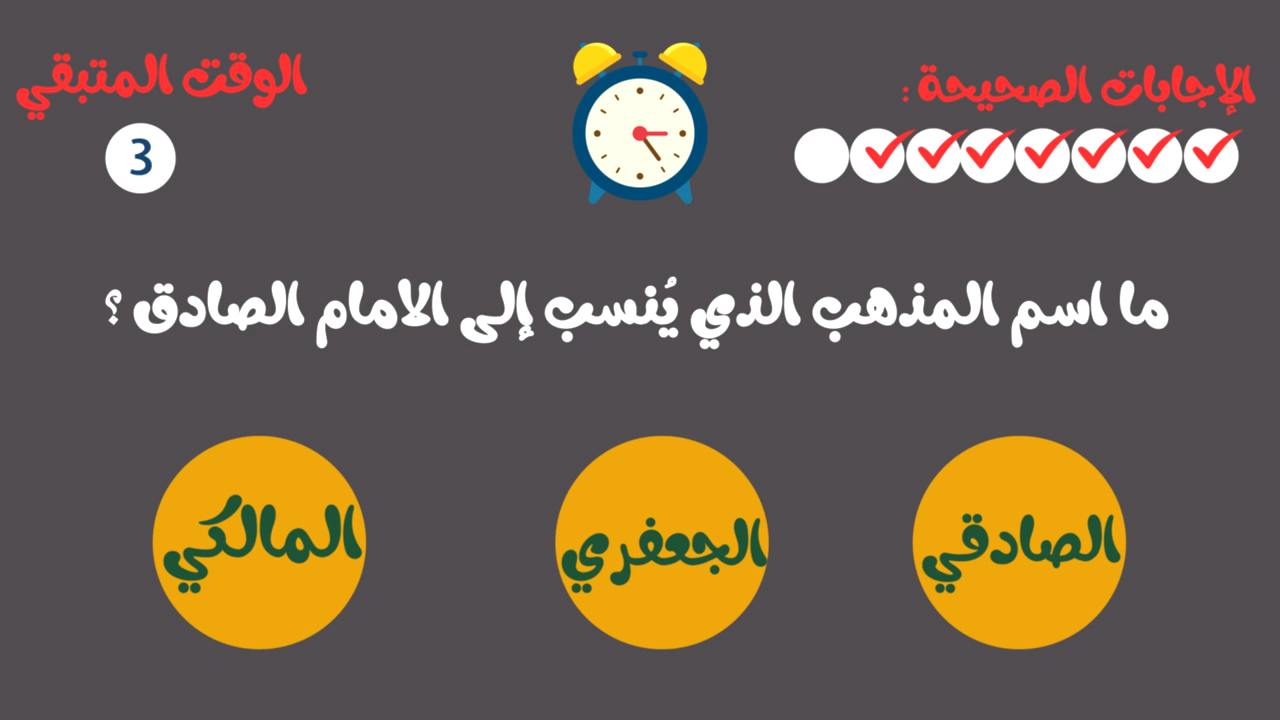 الإجابات الصحيحة :
الوقت المتبقي
3
ما اسم المذهب الذي يُنسب إلى الامام الصادق ؟
الصادقي
الجعفري
المالكي